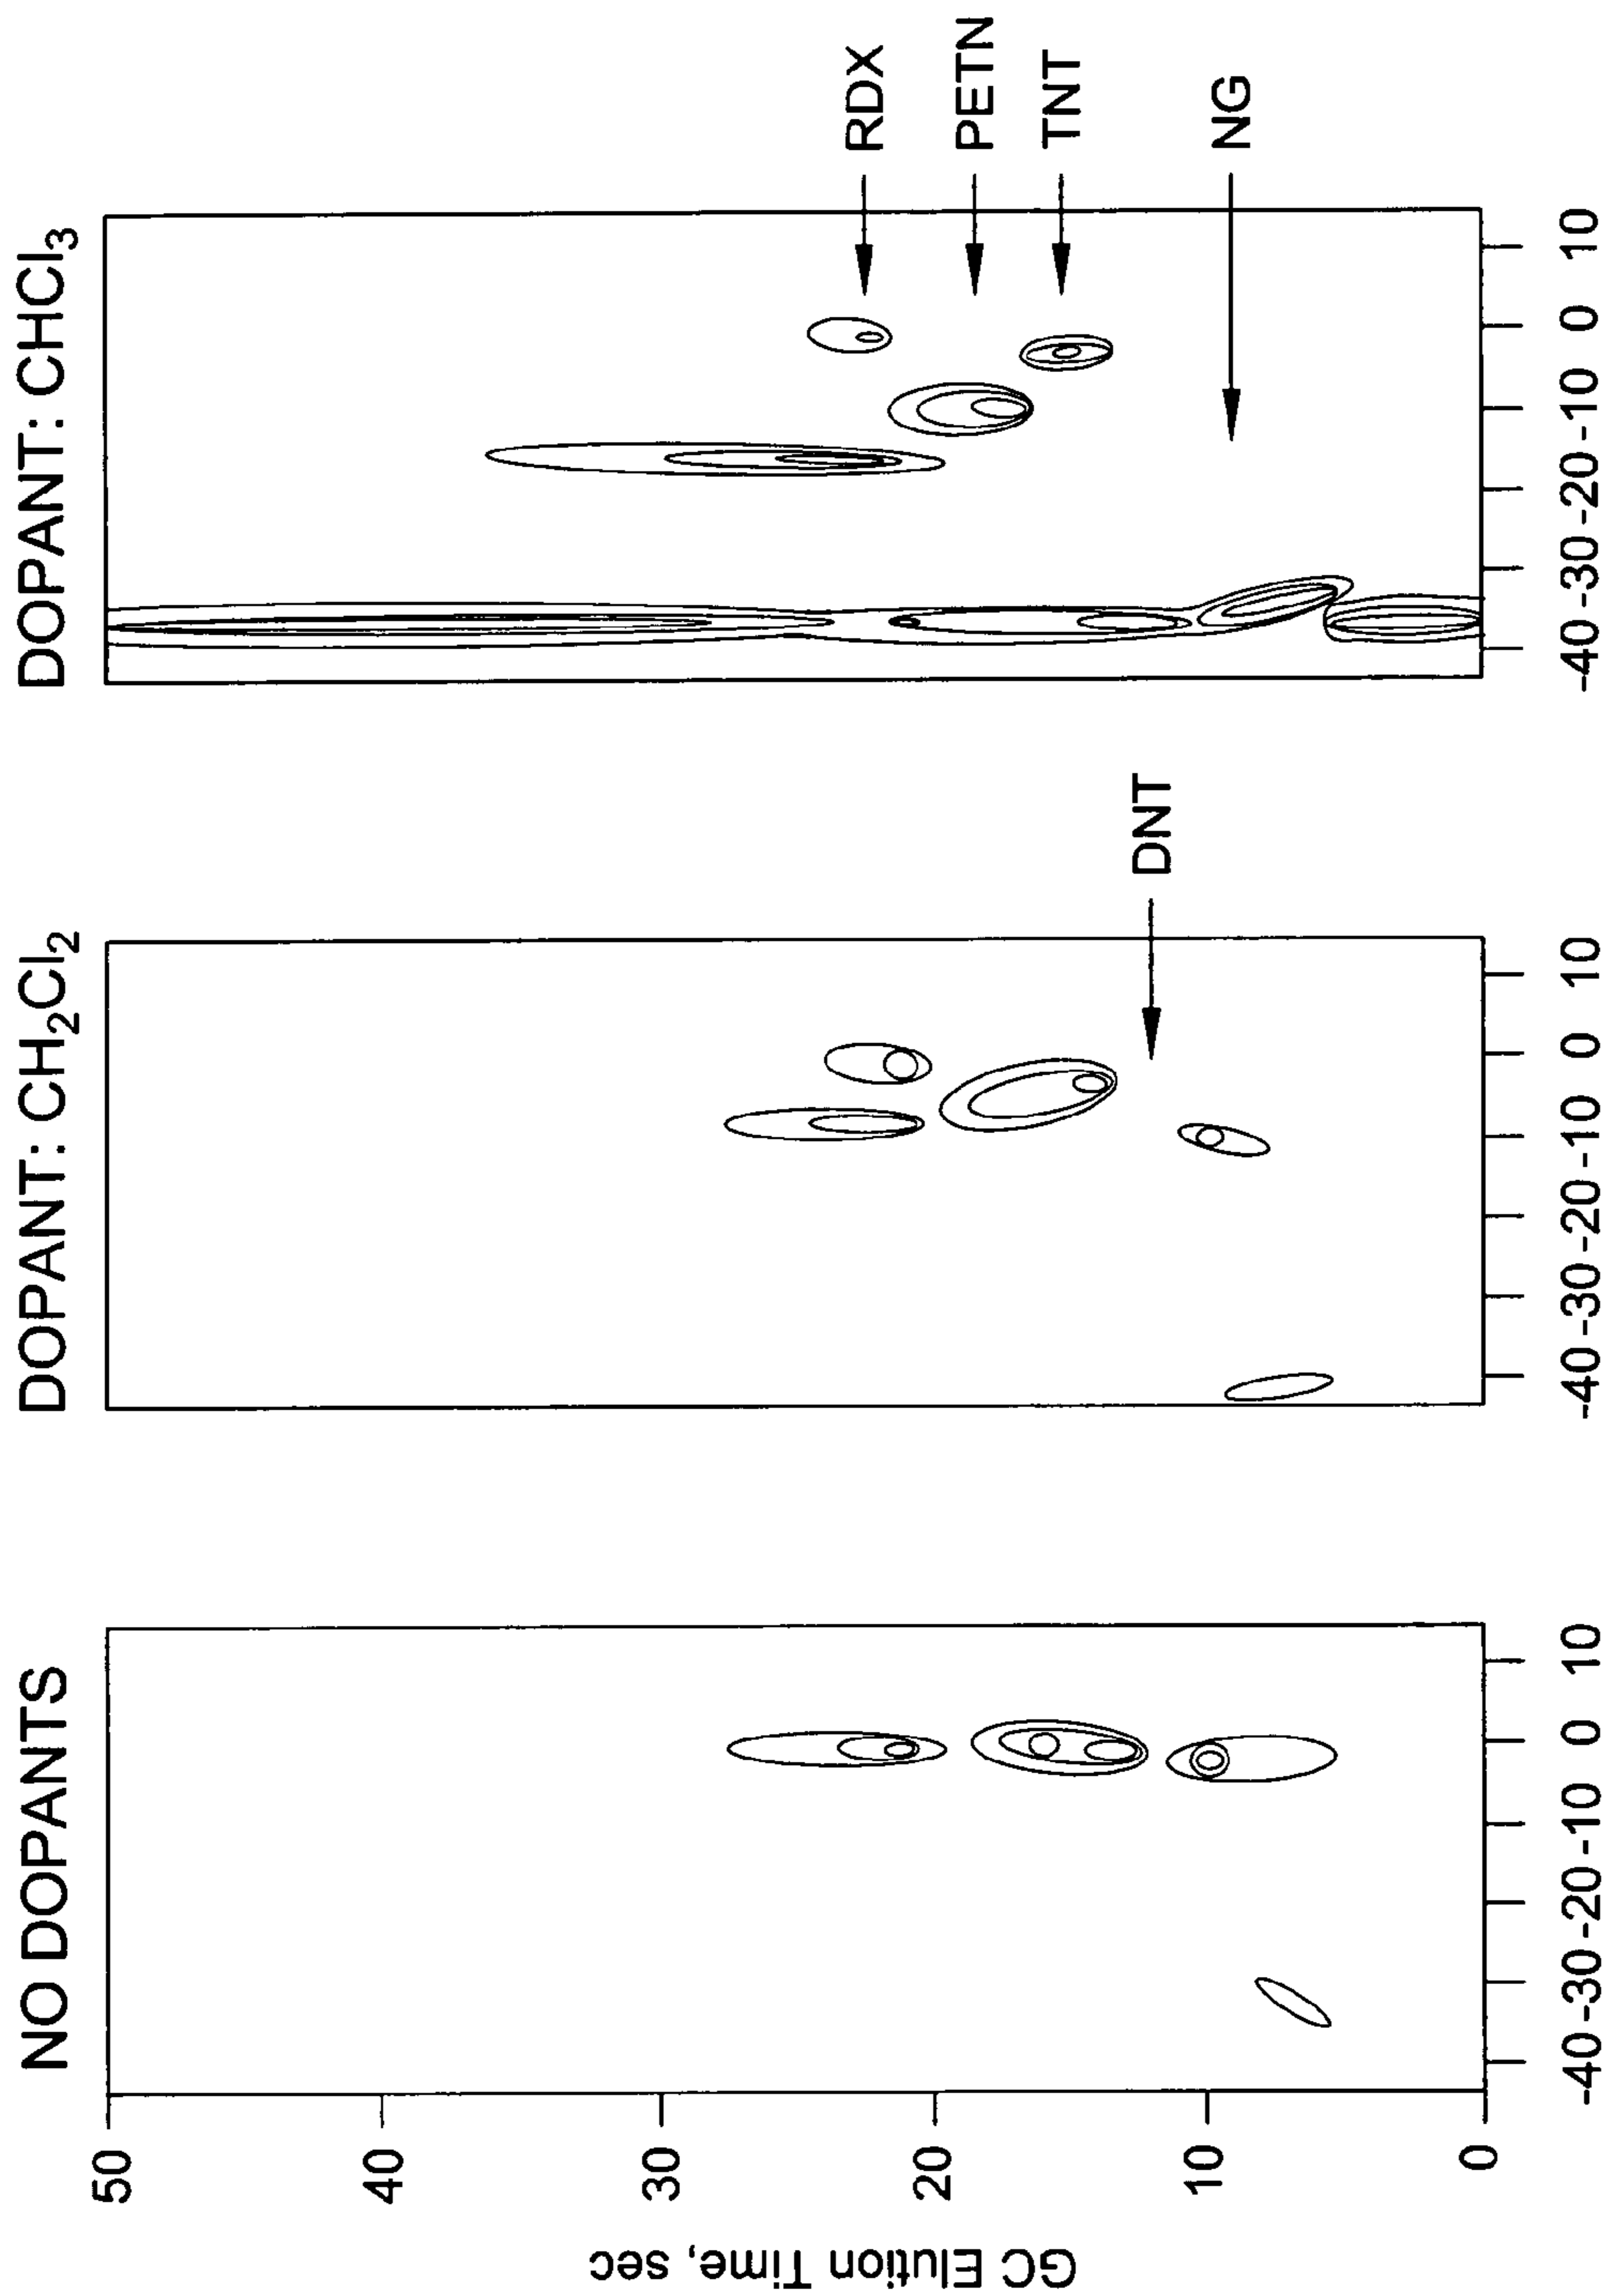 NO DOPANTS
DOPANT: CH2Cl2
DOPANT: CHCl3
GC Elution Time, sec
50
40
30
20
10
0
RDX
PETN
TNT
DNT
NG
-40 -30 -20 -10 0 10
-40 -30 -20 -10 0 10
-40 -30 -20 -10 0 10